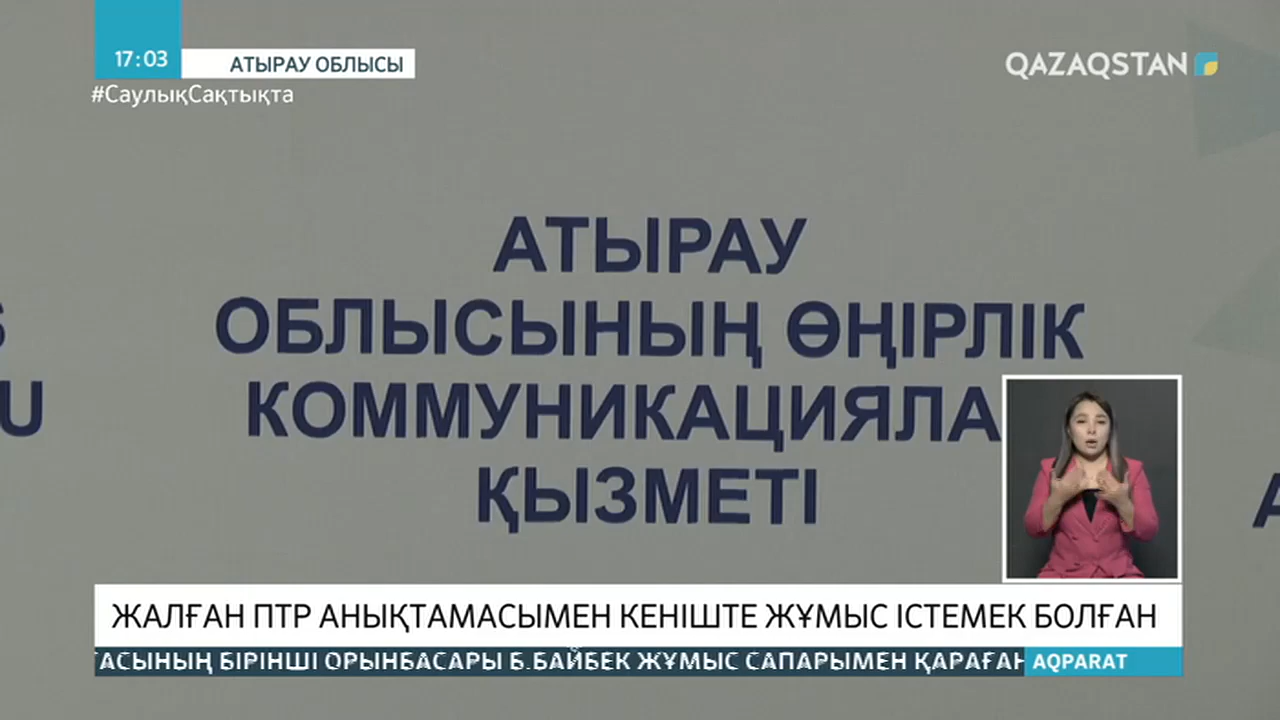 17:03
АТЫРАУ ОБЛЫСЫ
QAZAQSTAN
#СаулықСақтықта
АТЫРАУ
ОБЛЫСЫНЫҢ ӨҢІРЛІК
КОММУНИКАЦИЯЛА
ҚЫЗМЕТІ
U
ЖАЛҒАН ПТР АНЫҚТАМАСЫМЕН КЕНІШТЕ ЖҰМЫС ІСТЕМЕК БОЛҒАН
ТАСЫНЫҢ БІРІНШІ ОРЫНБАСАРЫ Б.БАЙБЕК ЖҰМЫС САПАРЫМЕН ҚАРАҒАН
AQPARAT